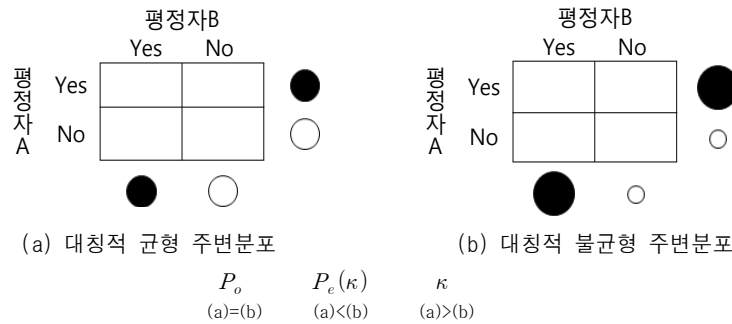 평정자B
Yes No
평정자A
Yes
No
(a) 대칭적 균형 주변분포
평정자B
Yes No
평정자A
Yes
No
(b) 대칭적 불균형 주변분포
P_o P_e(κ) κ
(a)=(b) (a)<(b) (a)>(b)